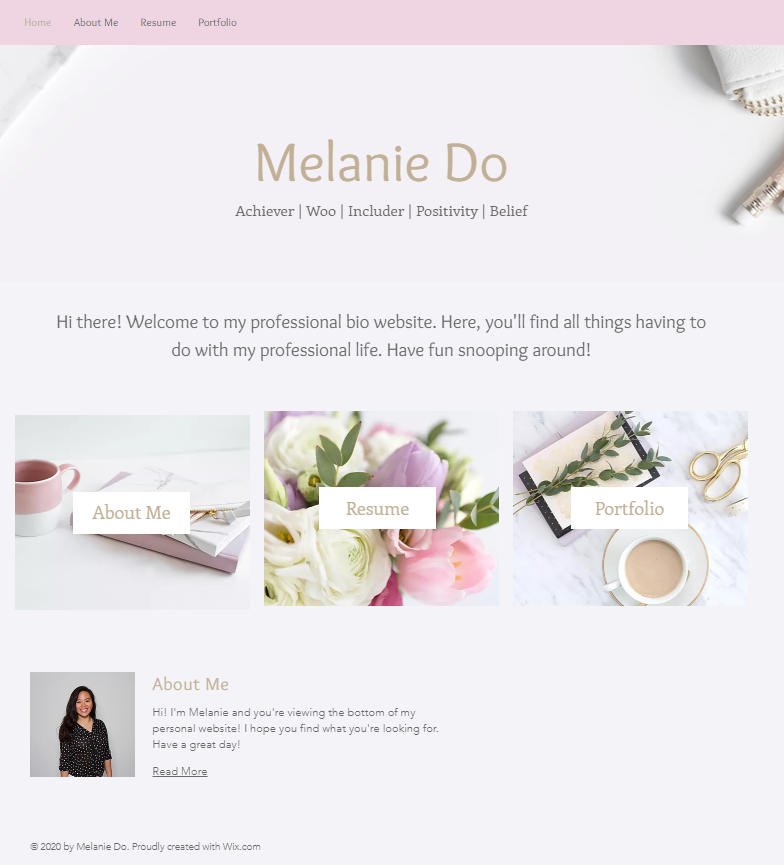 Home About Me Resume Portfolio
Melanie Do
Achiever | Woo | Includer | Positivity | Belief
Hi there! Welcome to my professional bio website. Here, you'll find all things having to
do with my professional life. Have fun snooping around!
About Me
Resume
Portfolio
About Me
Hi! I'm Melanie and you're viewing the bottom of my
personal website! I hope you find what you're looking for.
Have a great day!
Read More
© 2020 by Melanie Do. Proudly created with Wix.com